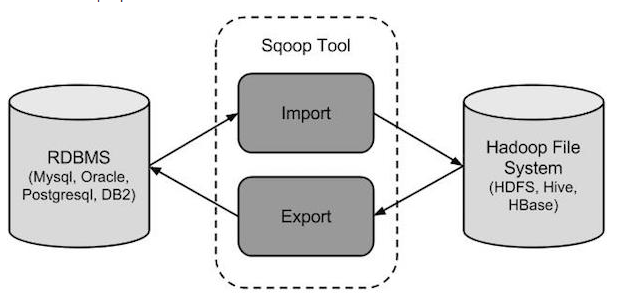 Sqoop Tool
Import
RDBMS
(Mysql, Oracle,
Postgresql, DB2)
Hadoop File
System
(HDFS, Hive,
HBase)
Export